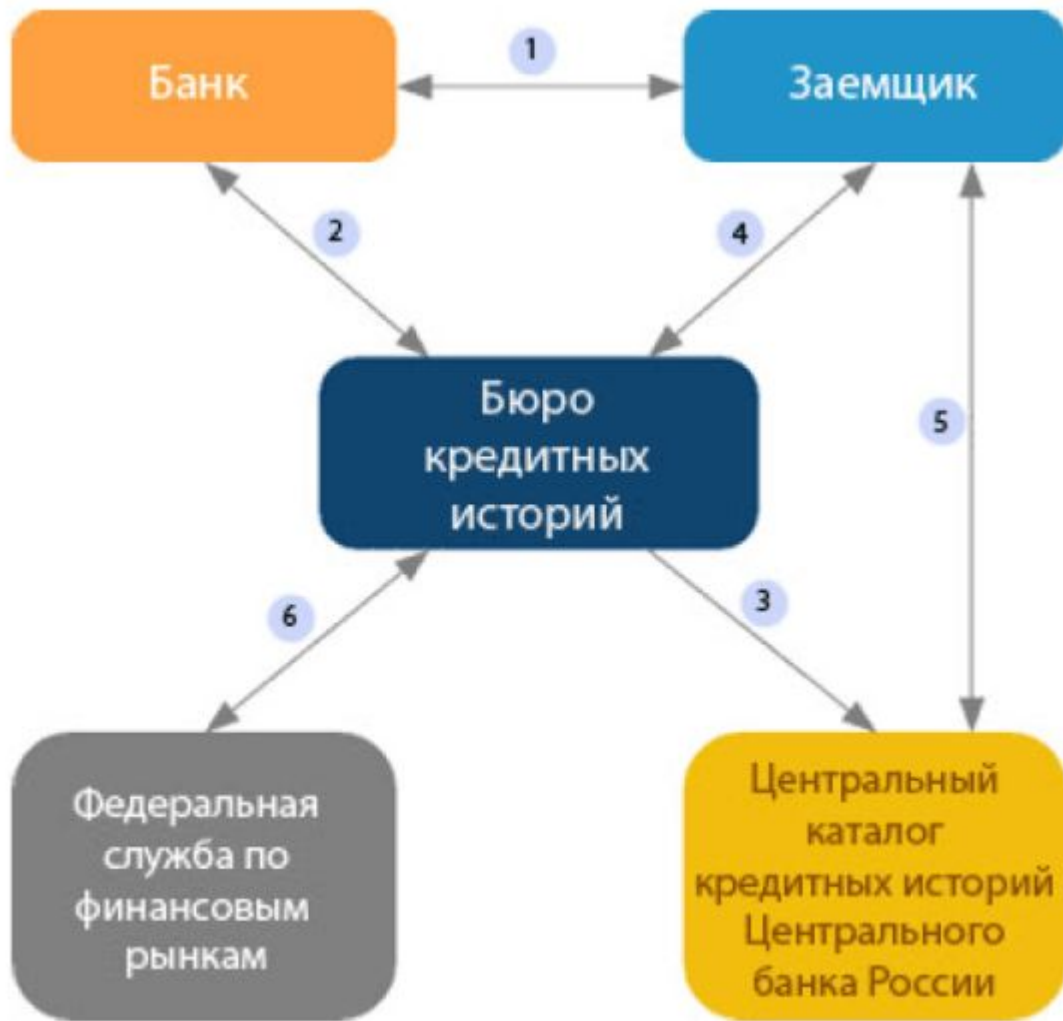 Банк
1
Заемщик
2
4
Бюро
кредитных
историй
5
6
3
Федеральная
служба по
финансовым
рынкам
Центральный
каталог
кредитных историй
Центрального
банка России